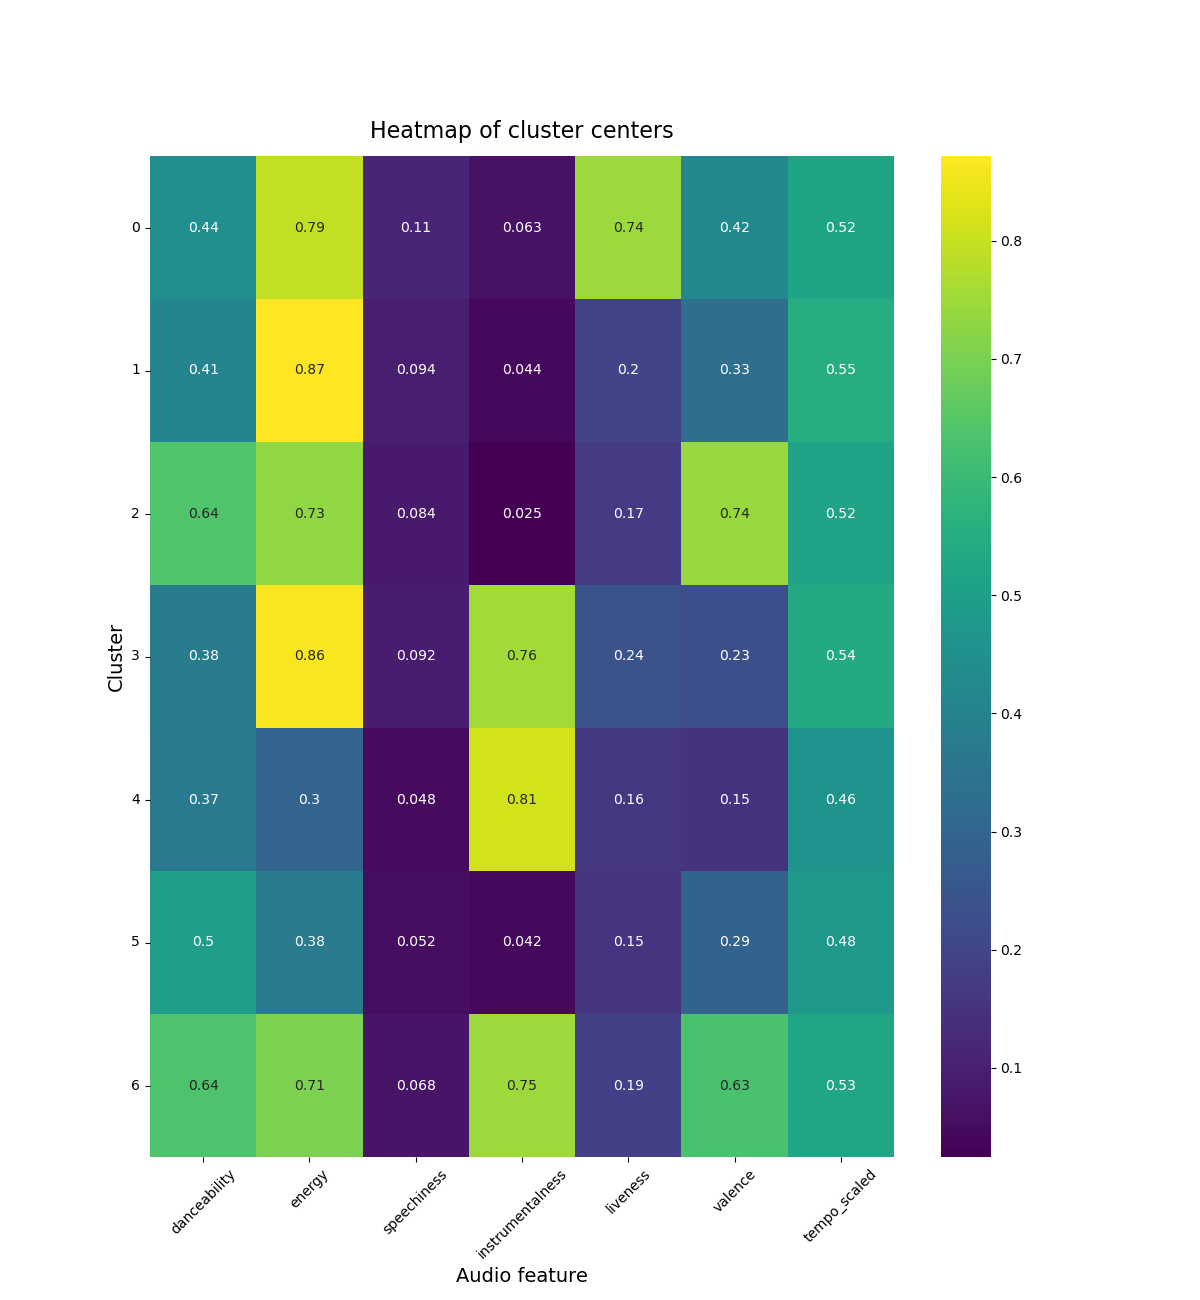 Heatmap of cluster centers
0 0.44 0.79 0.11 0.063 0.74 0.42 0.52
1 0.41 0.87 0.094 0.044 0.2 0.33 0.55
2 0.64 0.73 0.084 0.025 0.17 0.74 0.52
3 0.38 0.86 0.092 0.76 0.24 0.23 0.54
4 0.37 0.3 0.048 0.81 0.16 0.15 0.46
5 0.5 0.38 0.052 0.042 0.15 0.29 0.48
6 0.64 0.71 0.068 0.75 0.19 0.63 0.53
Cluster
danceability energy speechiness instrumentalness liveness valence tempo_scaled
Audio feature
0.8
0.7
0.6
0.5
0.4
0.3
0.2
0.1